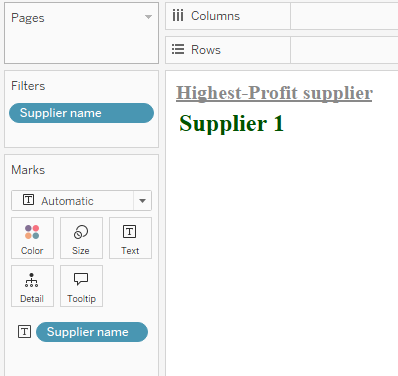 Pages
Columns
Rows
Filters
Supplier name
Marks
T Automatic
Color
Size
T
Text
Detail
Tooltip
T Supplier name
Highest-Profit supplier
Supplier 1